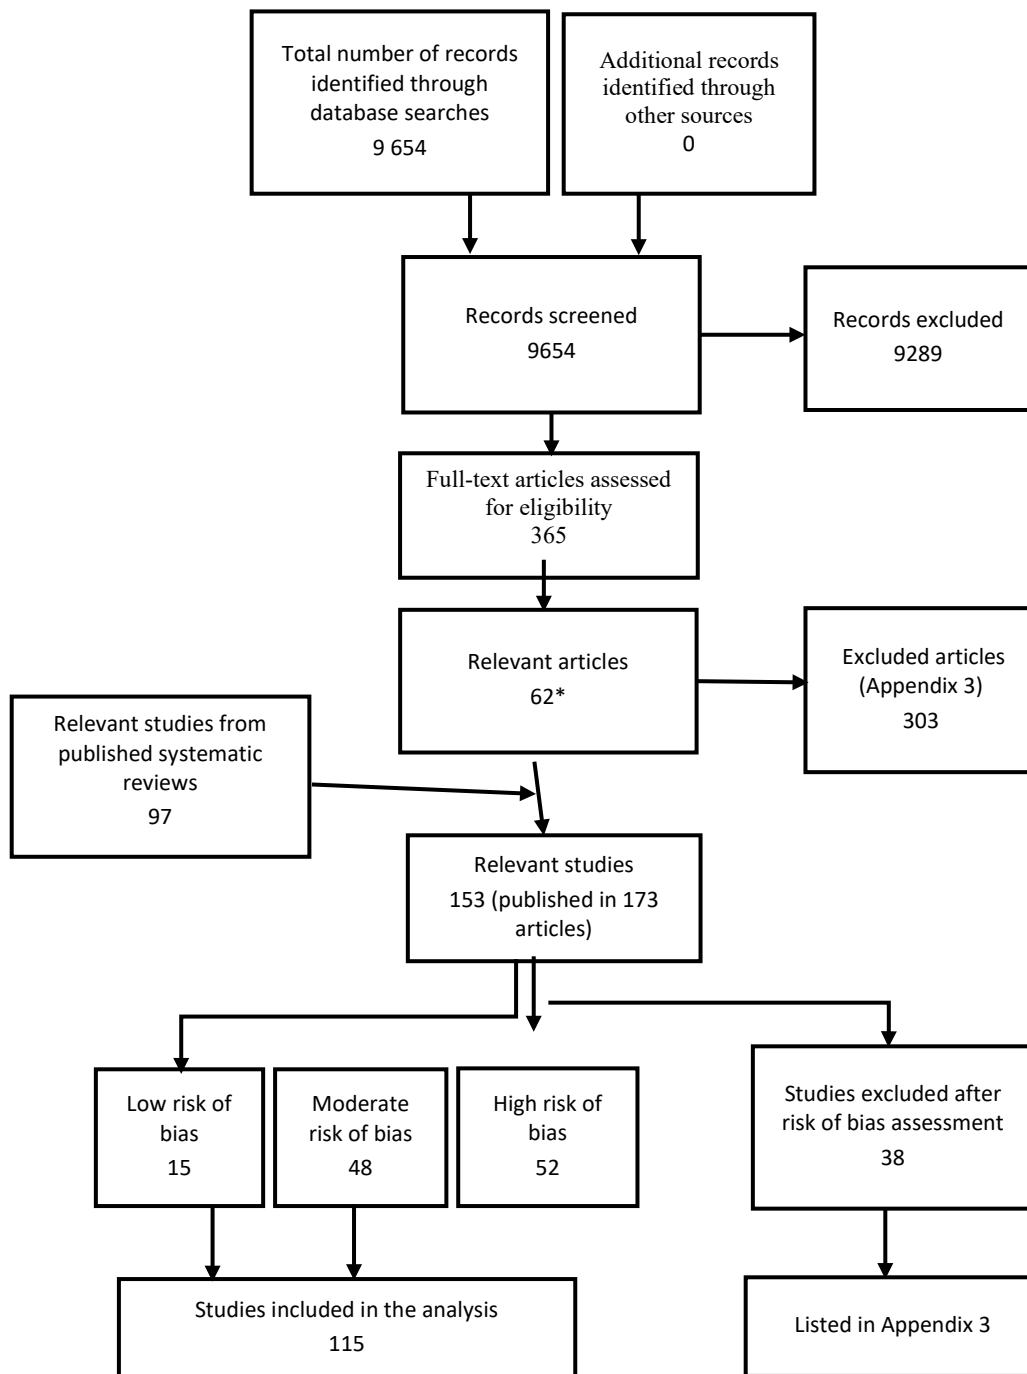 Total number of records
identified through
database searches
9 654
Additional records
identified through
other sources
0
Records screened
9654
Records excluded
9289
Full-text articles assessed
for eligibility
365
Relevant articles
62*
Excluded articles
(Appendix 3)
303
Relevant studies from
published systematic
reviews
97
Relevant studies
153 (published in 173
articles)
Low risk of
bias
15
Moderate
risk of bias
48
High risk of
bias
52
Studies excluded after
risk of bias assessment
38
Studies included in the analysis
115
Listed in Appendix 3